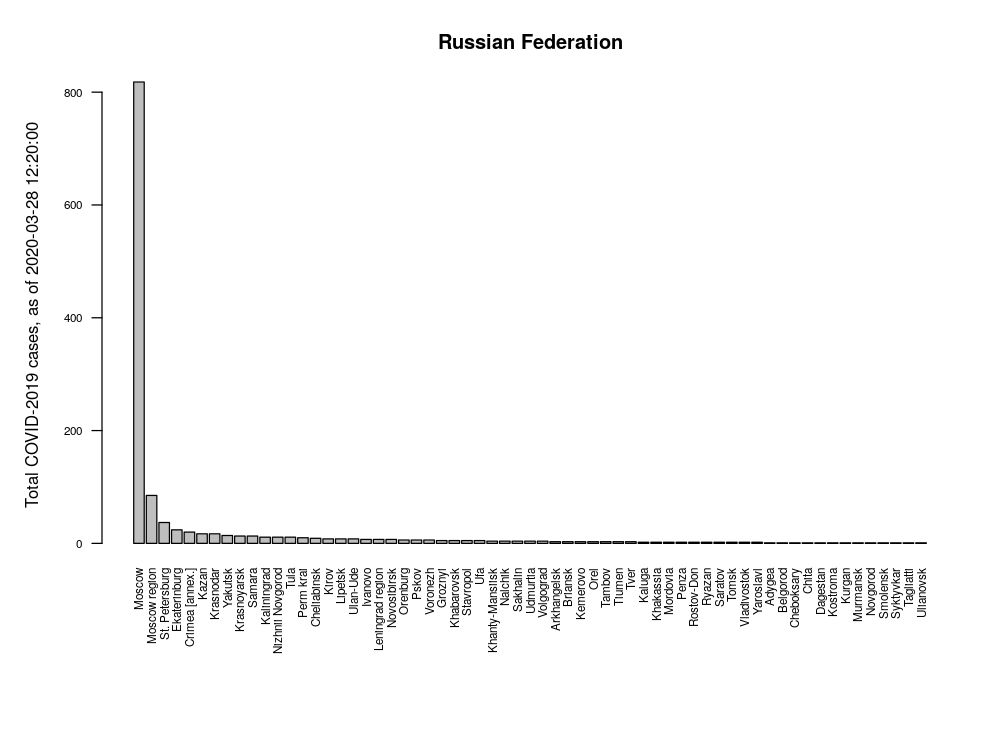 Russian Federation
Total COVID-2019 cases, as of 2020-03-28 12:20:00
800
600
400
200
0
Moscow
Moscow region
St. Petersburg
Ekaterinburg
Crimea [annex.]
Kazan
Krasnodar
Yakutsk
Krasnoyarsk
Samara
Kaliningrad
Nizhnii Novgorod
Tula
Perm kraI
Cheliabinsk
Kirov
Lipetsk
Ulan-Ude
Ivanovo
Leningrad region
Novosibirsk
Orenburg
Pskov
Voronezh
Groznyi
Khabarovsk
Stavropol
Ufa
Khanty-Mansiisk
Nalchik
Sakhalin
Udmurtia
Volgograd
Arkhangelsk
Briansk
Kemerovo
Orel
Tambov
Tiumen
Tver
Kaluga
Khakassia
Mordovia
Penza
Rostov-Don
Ryazan
Saratov
Tomsk
Vladivostok
Yaroslavl
Adygea
Belgorod
Cheboksary
Chita
Dagestan
Kostroma
Kurgan
Murmansk
Novgorod
Smolensk
Syktyvkar
Tagliatti
Ulianovsk